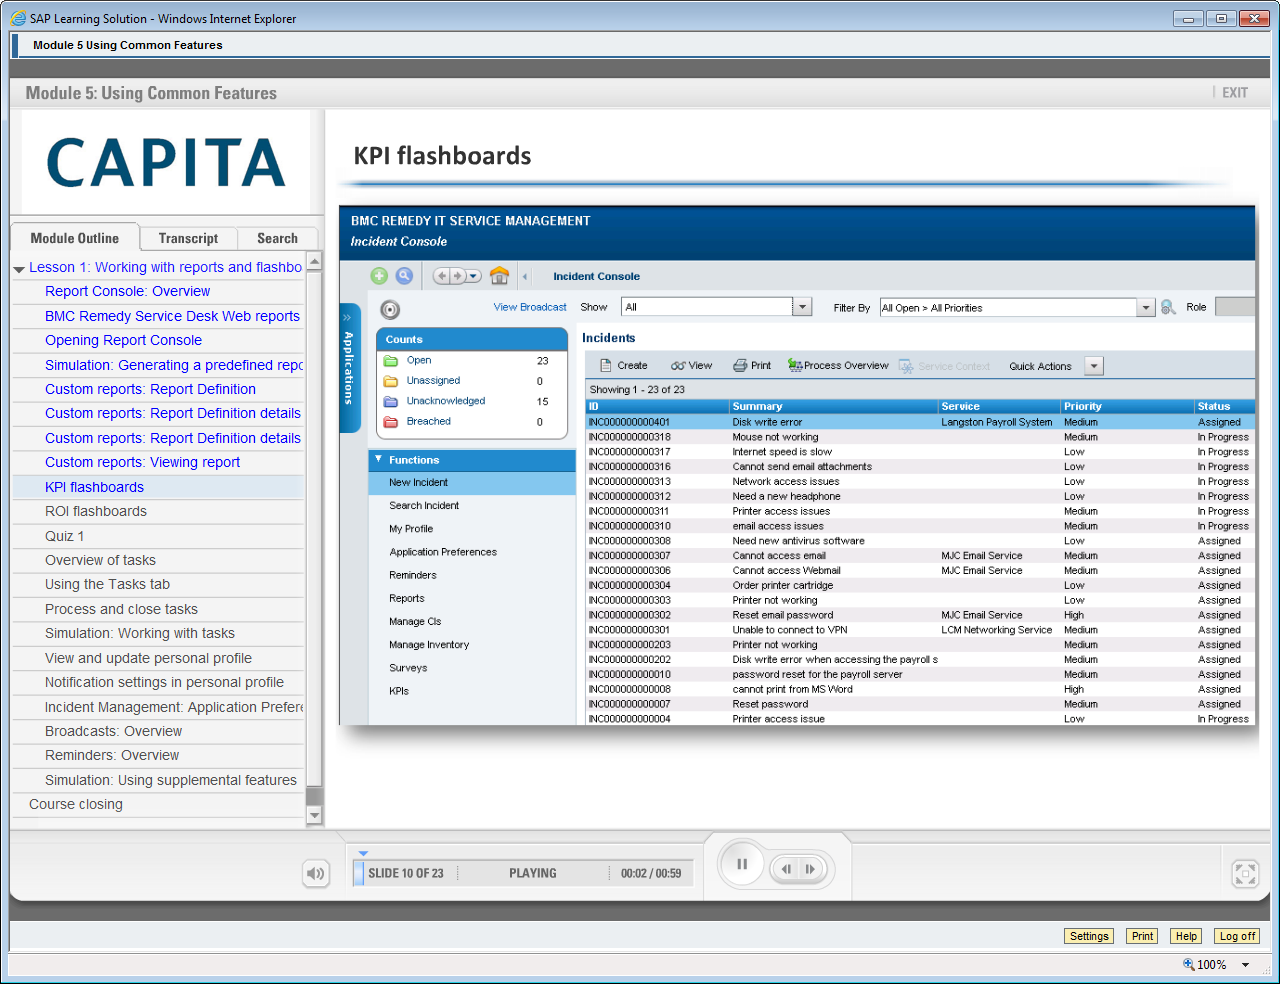 SAP Learning Solution - Windows Internet Explorer
Module 5 Using Common Features
Module 5: Using Common Features
EXIT
CAPITA
Module Outline
Transcript
Search
Lesson 1: Working with reports and flashbo
Report Console: Overview
BMC Remedy Service Desk Web reports
Opening Report Console
Simulation: Generating a predefined repo
Custom reports: Report Definition
Custom reports: Report Definition details
Custom reports: Report Definition details
Custom reports: Viewing report
KPI flashboards
ROI flashboards
Quiz 1
Overview of tasks
Using the Tasks tab
Process and close tasks
Simulation: Working with tasks
View and update personal profile
Notification settings in personal profile
Incident Management: Application Prefere
Broadcasts: Overview
Reminders: Overview
Simulation: Using supplemental features
Course closing
KPI flashboards
BMC REMEDY IT SERVICE MANAGEMENT
Incident Console
Incident Console
View Broadcast Show All Filter By All Open > All Priorities Role
Applications
Counts
Open 23
Unassigned 0
Unacknowledged 15
Breached 0
Functions
New Incident
Search Incident
My Profile
Application Preferences
Reminders
Reports
Manage CIs
Manage Inventory
Surveys
KPIs
Incidents
Create View Print Process Overview Service Context Quick Actions
Showing 1 - 23 of 23
ID Summary Service Priority Status
INC000000000401 Disk write error Langston Payroll System Medium Assigned
INC000000000318 Mouse not working Medium In Progress
INC000000000317 Internet speed is slow Low In Progress
INC000000000316 Cannot send email attachments Low In Progress
INC000000000313 Network access issues Low In Progress
INC000000000312 Need a new headphone Low In Progress
INC000000000311 Printer access issues Medium In Progress
INC000000000310 email access issues Medium In Progress
INC000000000308 Need new antivirus software Low Assigned
INC000000000307 Cannot access email MJC Email Service Medium Assigned
INC000000000306 Cannot access Webmail MJC Email Service Medium Assigned
INC000000000304 Order printer cartridge Low Assigned
INC000000000303 Printer not working Low Assigned
INC000000000302 Reset email password MJC Email Service High Assigned
INC000000000301 Unable to connect to VPN LCM Networking Service Medium Assigned
INC000000000203 Printer not working Medium Assigned
INC000000000202 Disk write error when accessing the payroll s Medium Assigned
INC000000000010 password reset for the payroll server Medium Assigned
INC000000000008 cannot print from MS Word High Assigned
INC000000000007 Reset password Medium Assigned
INC000000000004 Printer access issue Low In Progress
SLIDE 10 OF 23
PLAYING
00:02 / 00:59
Settings
Print
Help
Log off
100%